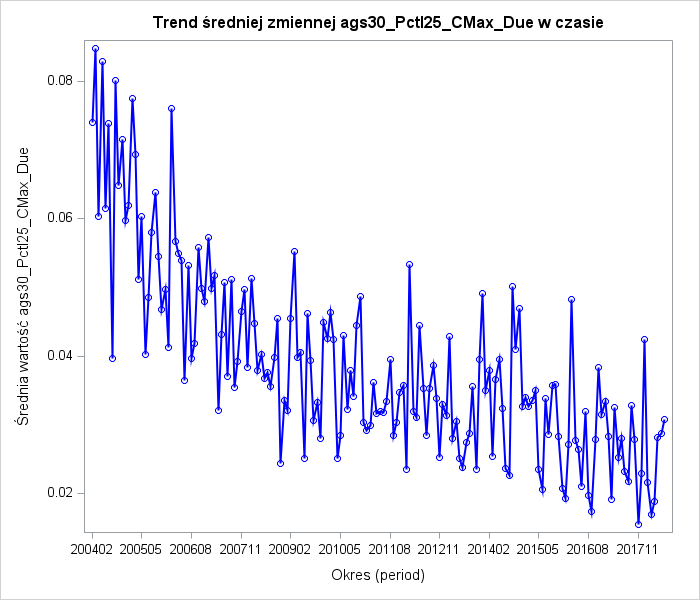 Trend średniej zmiennej ags30_Pctl25_CMax_Due w czasie
Średnia wartość ags30_Pctl25_CMax_Due
0.08
0.06
0.04
0.02
200402 200505 200608 200711 200902 201005 201108 201211 201402 201505 201608 201711
Okres (period)